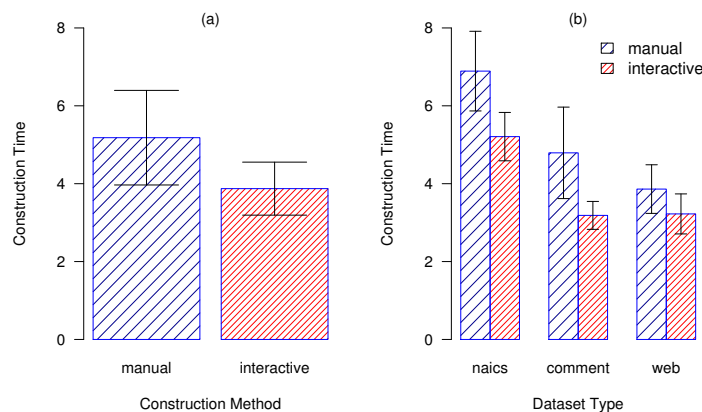 (a)
8
6
4
2
0
Construction Time
manual interactive
Construction Method
(b)
8
6
4
2
0
Construction Time
manual
interactive
naics comment web
Dataset Type